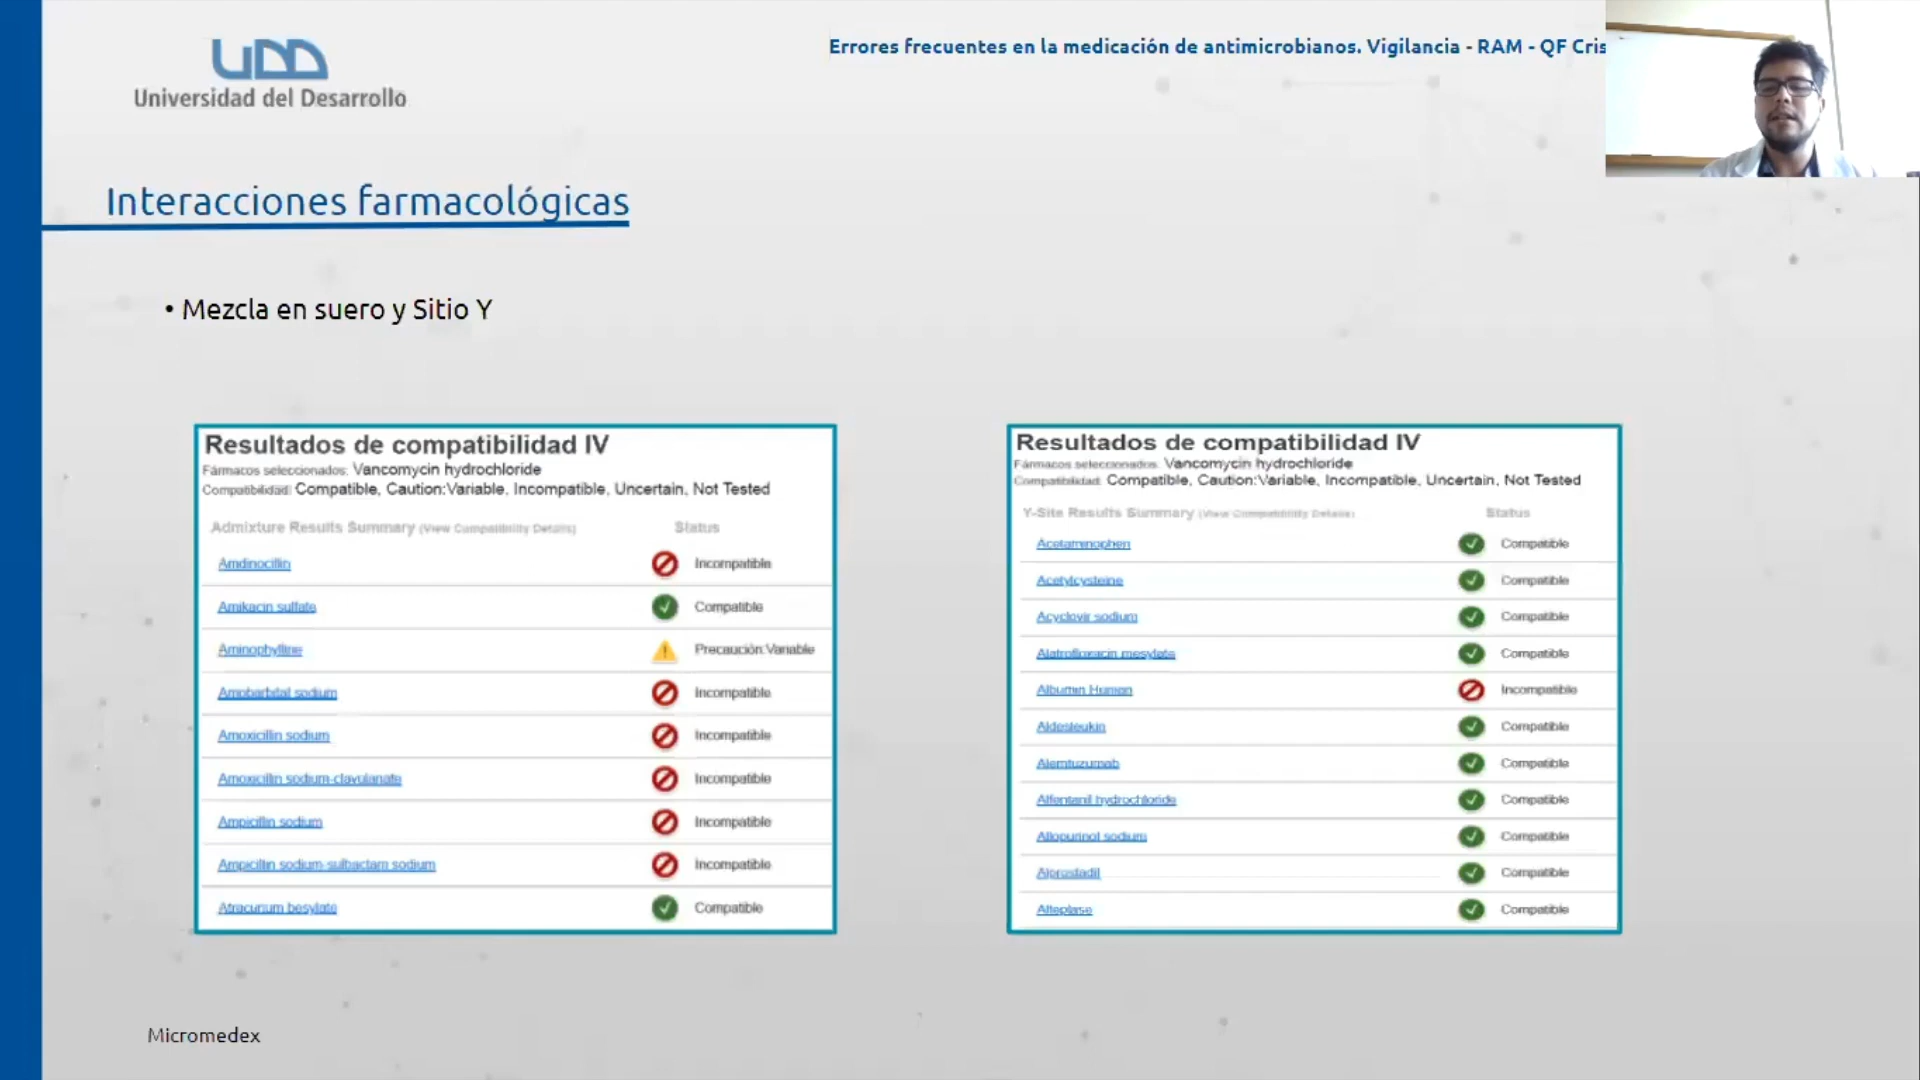 UDD
Universidad del Desarrollo
Errores frecuentes en la medicación de antimicrobianos. Vigilancia - RAM - QF Cris
Interacciones farmacológicas
• Mezcla en suero y Sitio Y
Resultados de compatibilidad IV
Fármacos seleccionados: Vancomycin hydrochloride
Compatibilidad: Compatible, Caution:Variable, Incompatible, Uncertain, Not Tested
Admixture Results Summary (View Compatibility Details) Status
Amdinocillin Incompatible
Amikacin sulfate Compatible
Aminophylline Precaución:Variable
Amobarbital sodium Incompatible
Amoxicillin sodium Incompatible
Amoxicillin sodium-clavulanate Incompatible
Ampicillin sodium Incompatible
Ampicillin sodium-sulbactam sodium Incompatible
Atracurium besylate Compatible
Resultados de compatibilidad IV
Fármacos seleccionados: Vancomycin hydrochloride
Compatibilidad: Compatible, Caution:Variable, Incompatible, Uncertain, Not Tested
Y-Site Results Summary (View Compatibility Details) Status
Acetaminophen Compatible
Acetylcysteine Compatible
Acyclovir sodium Compatible
Alatrofloxacin mesylate Compatible
Albumin Human Incompatible
Aldesleukin Compatible
Alemtuzumab Compatible
Alfentanil hydrochloride Compatible
Allopurinol sodium Compatible
Alprostadil Compatible
Alteplase Compatible
Micromedex